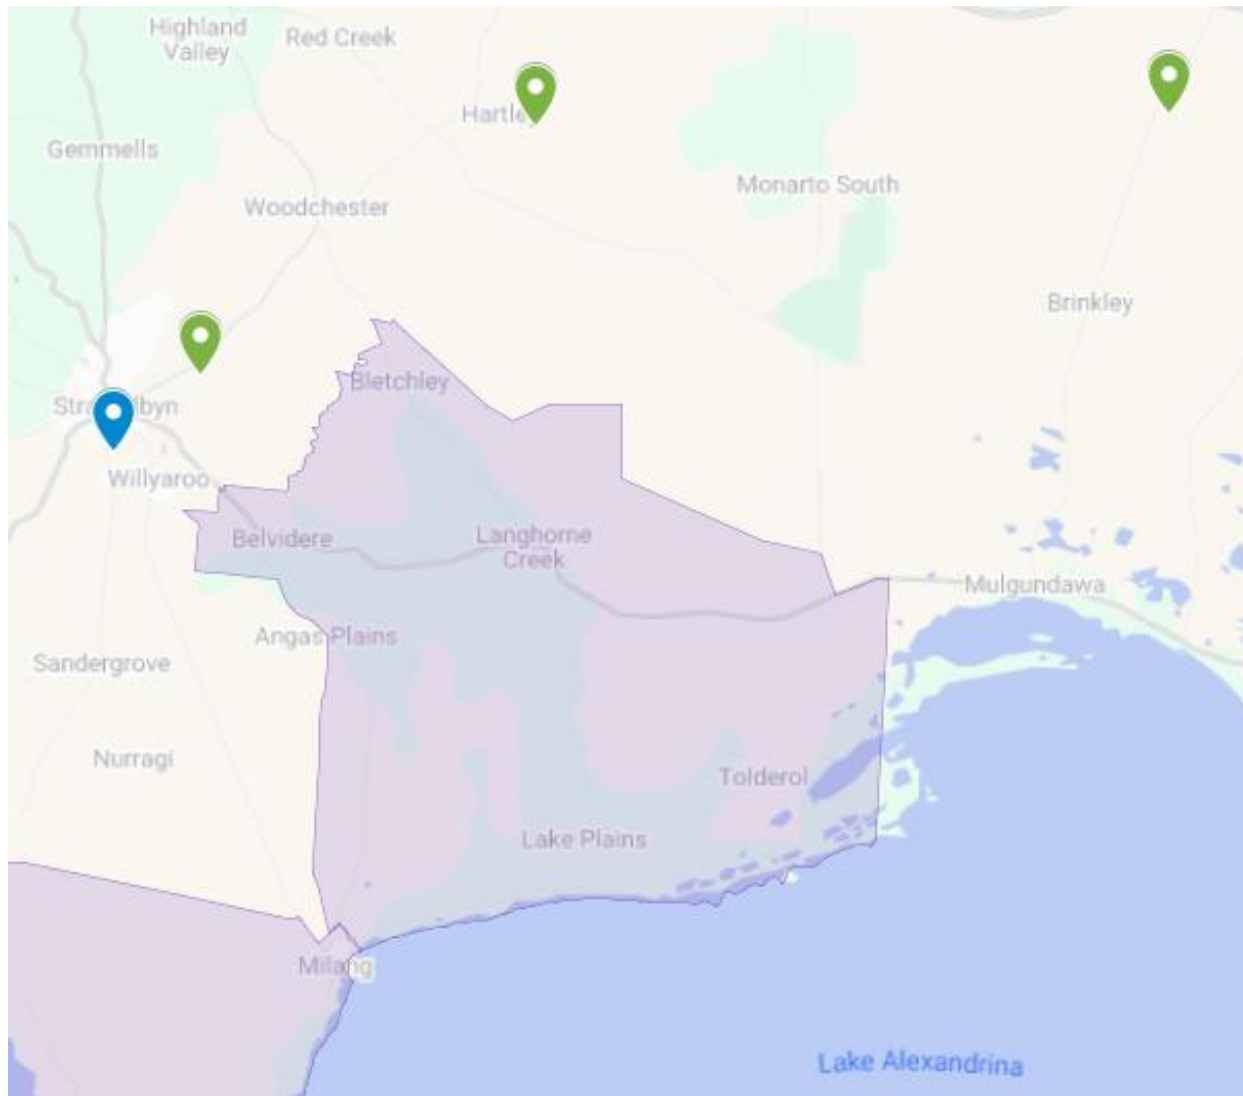 Highland
Valley
Red Creek
Gemmells
Woodchester
Monarto South
Brinkley
Bletchley
Willyaroo
Belvidere
Langhorne
Creek
Mulgundawa
Angas Plains
Sandergrove
Nurragi
Tolderol
Lake Plains
Milang
Lake Alexandrina